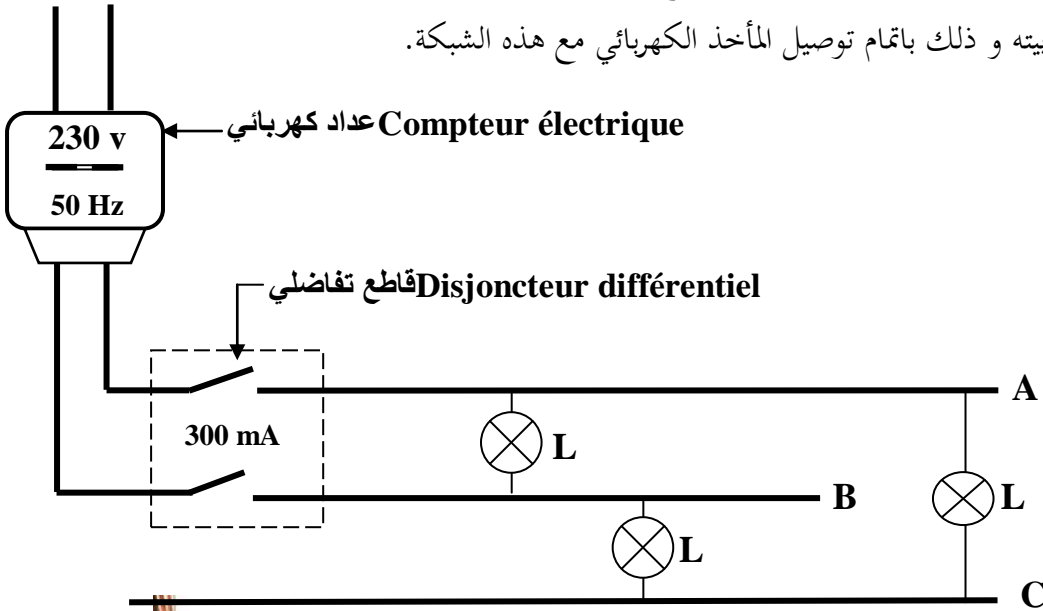 بيته و ذلك باتمام توصيل المأخذ الكهربائي مع هذه الشبكة.
230 v
50 Hz
عداد كهربائي Compteur électrique
قاطع تفاضلي Disjoncteur différentiel
300 mA
A
L
B
L
L
C